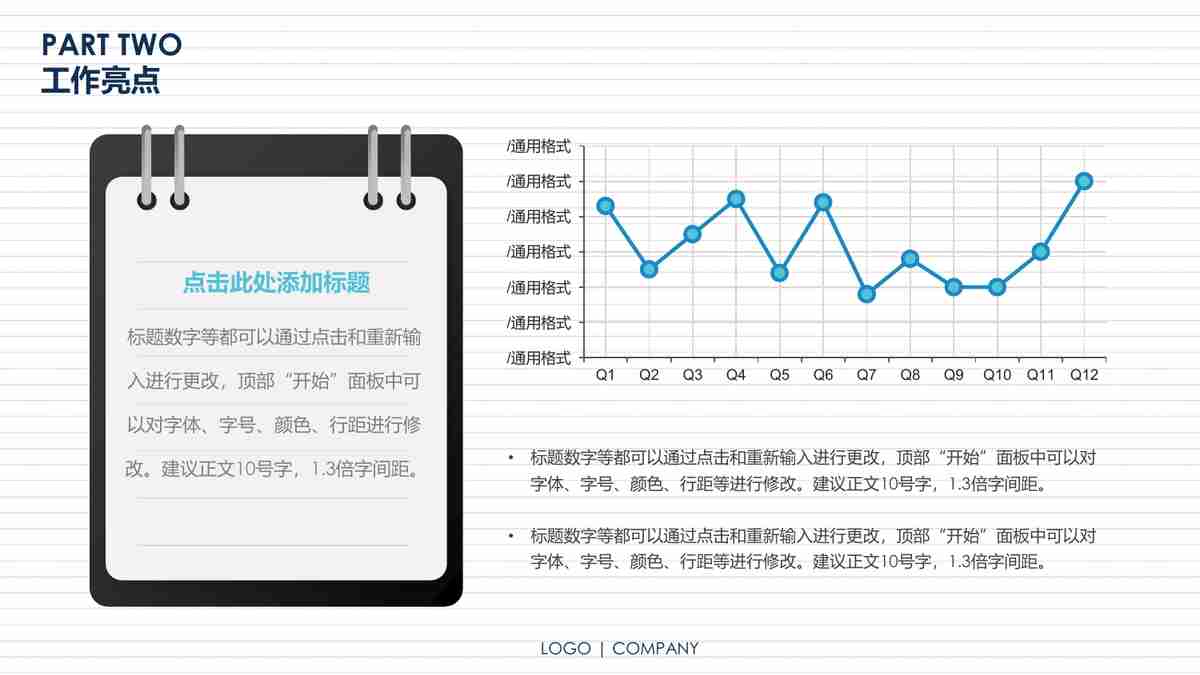 PART TWO
工作亮点
点击此处添加标题
标题数字等都可以通过点击和重新输
入进行更改，顶部“开始”面板中可
以对字体、字号、颜色、行距进行修
改。建议正文10号字，1.3倍字间距。
/通用格式
/通用格式
/通用格式
/通用格式
/通用格式
/通用格式
/通用格式
Q1 Q2 Q3 Q4 Q5 Q6 Q7 Q8 Q9 Q10 Q11 Q12
• 标题数字等都可以通过点击和重新输入进行更改，顶部“开始”面板中可以对
字体、字号、颜色、行距等进行修改。建议正文10号字，1.3倍字间距。
• 标题数字等都可以通过点击和重新输入进行更改，顶部“开始”面板中可以对
字体、字号、颜色、行距等进行修改。建议正文10号字，1.3倍字间距。
LOGO | COMPANY